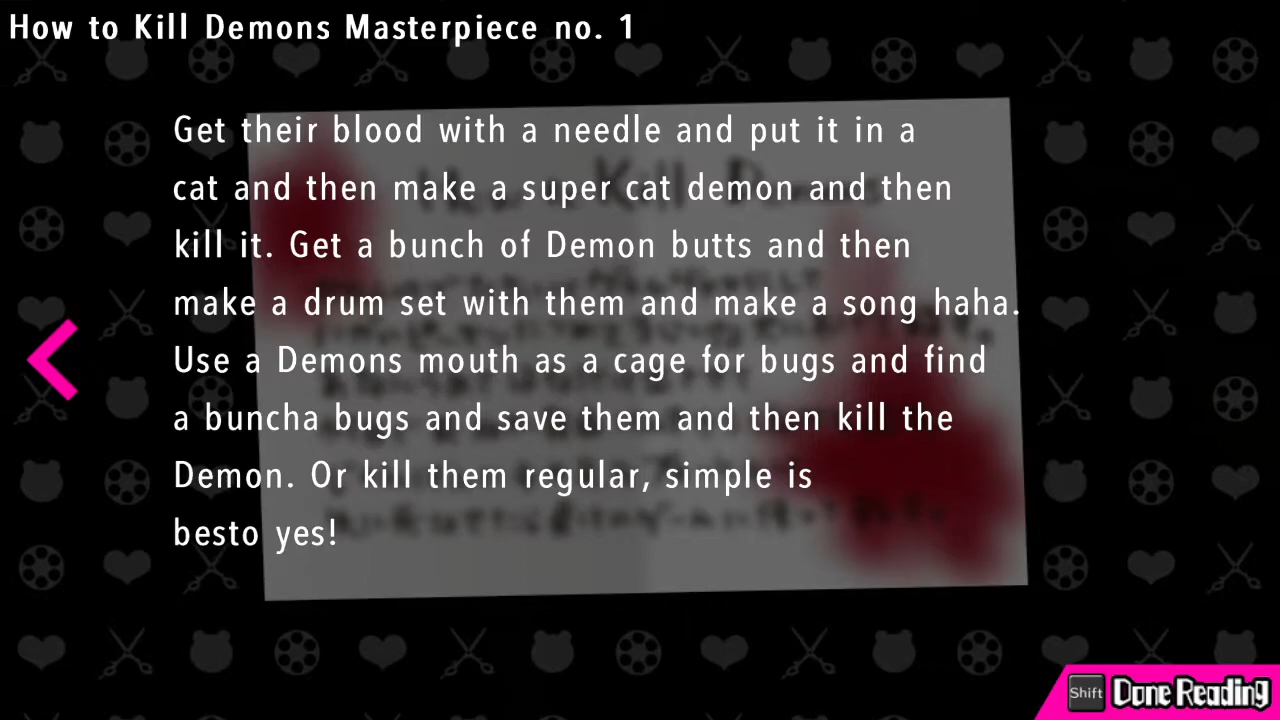 How to Kill Demons Masterpiece no. 1
Get their blood with a needle and put it in a
cat and then make a super cat demon and then
kill it. Get a bunch of Demon butts and then
make a drum set with them and make a song haha.
Use a Demons mouth as a cage for bugs and find
a buncha bugs and save them and then kill the
Demon. Or kill them regular, simple is
besto yes!
Shift Done Reading